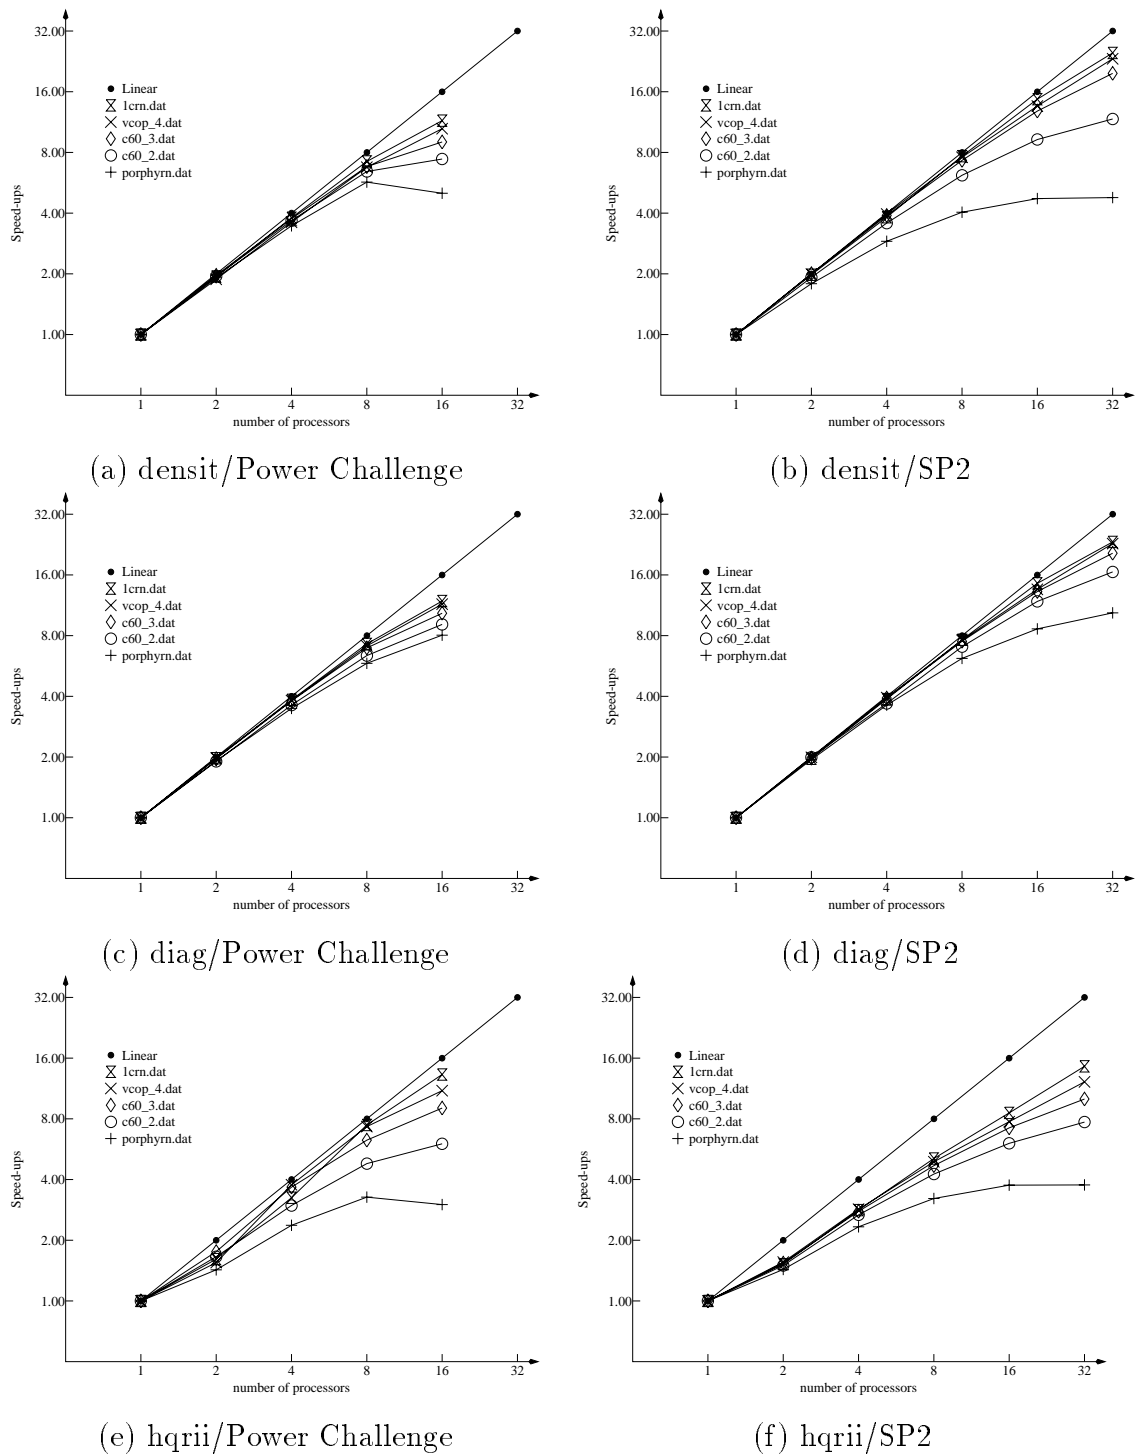 32.00
16.00
8.00
4.00
2.00
1.00
Speed-ups
Linear
1crn.dat
vcop_4.dat
c60_3.dat
c60_2.dat
porphyrn.dat
1 2 4 8 16 32
number of processors
(a) densit/Power Challenge
32.00
16.00
8.00
4.00
2.00
1.00
Speed-ups
Linear
1crn.dat
vcop_4.dat
c60_3.dat
c60_2.dat
porphyrn.dat
1 2 4 8 16 32
number of processors
(b) densit/SP2
32.00
16.00
8.00
4.00
2.00
1.00
Speed-ups
Linear
1crn.dat
vcop_4.dat
c60_3.dat
c60_2.dat
porphyrn.dat
1 2 4 8 16 32
number of processors
(c) diag/Power Challenge
32.00
16.00
8.00
4.00
2.00
1.00
Speed-ups
Linear
1crn.dat
vcop_4.dat
c60_3.dat
c60_2.dat
porphyrn.dat
1 2 4 8 16 32
number of processors
(d) diag/SP2
32.00
16.00
8.00
4.00
2.00
1.00
Speed-ups
Linear
1crn.dat
vcop_4.dat
c60_3.dat
c60_2.dat
porphyrn.dat
1 2 4 8 16 32
number of processors
(e) hqrii/Power Challenge
32.00
16.00
8.00
4.00
2.00
1.00
Speed-ups
Linear
1crn.dat
vcop_4.dat
c60_3.dat
c60_2.dat
porphyrn.dat
1 2 4 8 16 32
number of processors
(f) hqrii/SP2